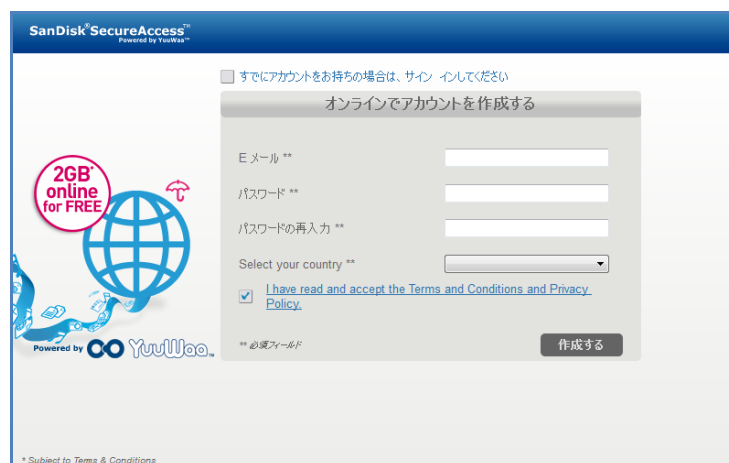 SanDisk®SecureAccess™
Powered by YuuWaa™
すでにアカウントをお持ちの場合は、サイン インしてください
オンラインでアカウントを作成する
E メール **
パスワード **
パスワードの再入力 **
Select your country **
I have read and accept the Terms and Conditions and Privacy
Policy.
** 必須フィールド
作成する
2GB*
online
for FREE
Powered by YuuWaa™
* Subject to Terms & Conditions